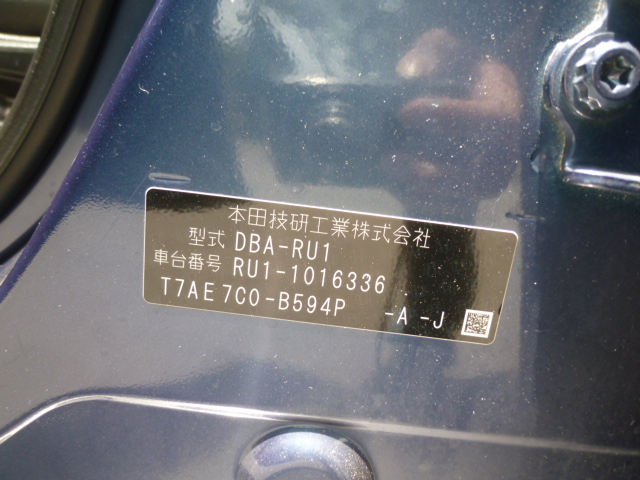 本田技研工業株式会社
型式 DBA-RU1
車台番号 RU1-1016336
T7AE7C0-B594P -A -J